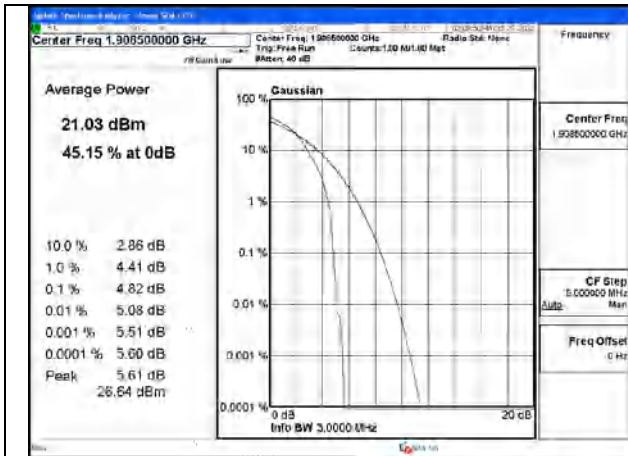 Center Freq 1.908500000 GHz
Center Freq: 1.908500000 GHz
Radio Std: None
Trig: Free Run
Counts:1.00 M/1.00 Mpt
#Atten: 40 dB
Frequency
Average Power
21.03 dBm
45.15 % at 0dB
10.0 % 2.86 dB
1.0 % 4.41 dB
0.1 % 4.82 dB
0.01 % 5.08 dB
0.001 % 5.51 dB
0.0001 % 5.60 dB
Peak 5.61 dB
26.64 dBm
Gaussian
100 %
10 %
1 %
0.1 %
0.01 %
0.001 %
0.0001 %
0 dB
20 dB
Info BW 3.0000 MHz
Center Freq
1.908500000 GHz
CF Step
5.000000 MHz
Auto Man
Freq Offset
0 Hz